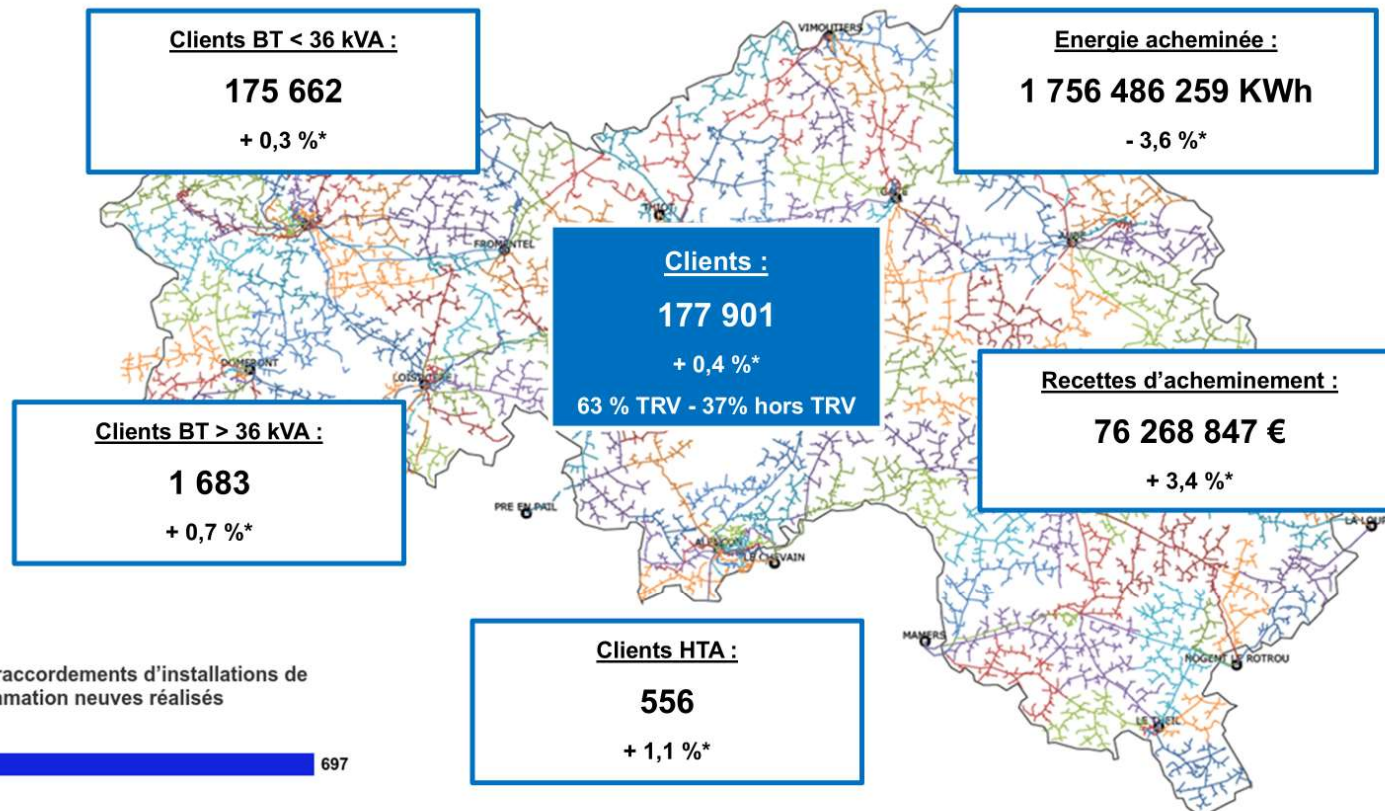 Clients BT < 36 kVA :
175 662
+ 0,3 %*
VIMOUTIERS
Energie acheminée :
1 756 486 259 KWh
- 3,6 %*
FROMENTEL
Clients :
177 901
+ 0,4 %*
63 % TRV - 37% hors TRV
DOMFRONT
Recettes d’acheminement :
76 268 847 €
+ 3,4 %*
Clients BT > 36 kVA :
1 683
+ 0,7 %*
PRE EN PAIL
ALENCON
LE CHEVAIN
Clients HTA :
556
+ 1,1 %*
MAMERS
NOGENT LE ROTROU
LE THEIL
raccordements d’installations de
mation neuves réalisés
697